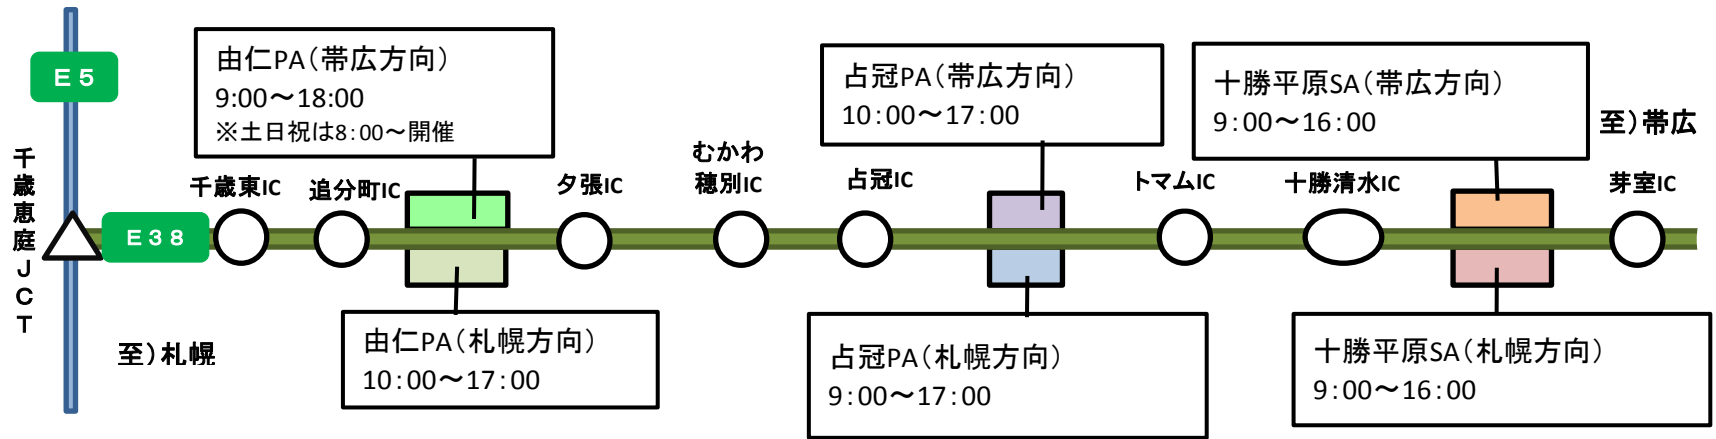 E5
千歳恵庭JCT
E38
至）札幌
由仁PA（帯広方向）
9:00～18:00
※土日祝は8：00～開催
千歳東IC
追分町IC
由仁PA（札幌方向）
10：00～17：00
夕張IC
むかわ
穂別IC
占冠IC
占冠PA（帯広方向）
10：00～17：00
占冠PA（札幌方向）
9：00～17：00
トマムIC
十勝清水IC
十勝平原SA（帯広方向）
9：00～16：00
十勝平原SA（札幌方向）
9：00～16：00
至）帯広
芽室IC